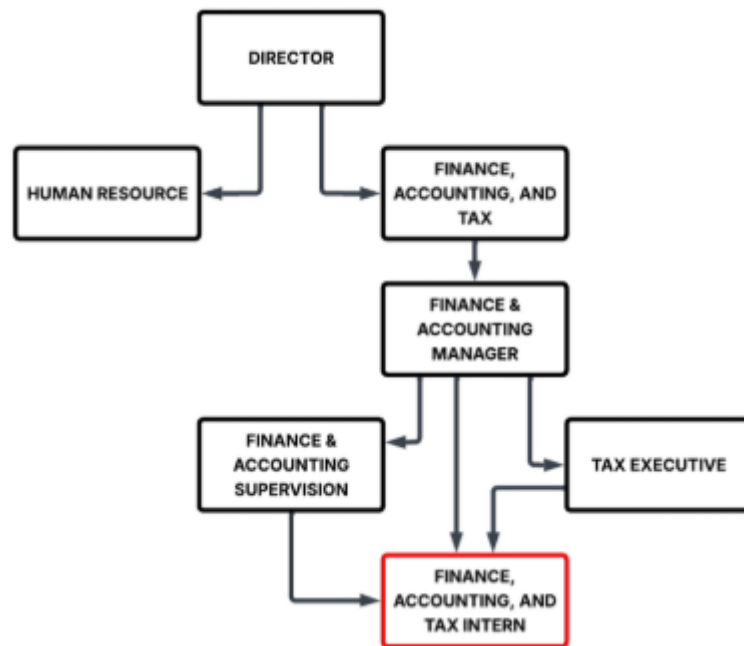 DIRECTOR
HUMAN RESOURCE
FINANCE,
ACCOUNTING, AND
TAX
FINANCE &
ACCOUNTING
MANAGER
FINANCE &
ACCOUNTING
SUPERVISION
TAX EXECUTIVE
FINANCE,
ACCOUNTING, AND
TAX INTERN